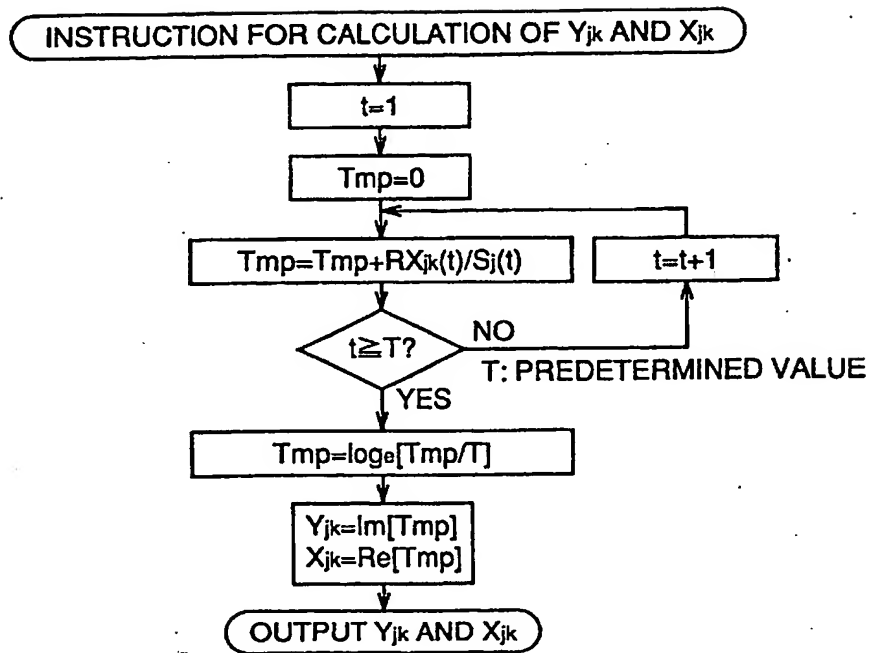 INSTRUCTION FOR CALCULATION OF Yjk AND Xjk
t=1
Tmp=0
Tmp=Tmp+RXjk(t)/Sj(t)
t=t+1
t≧T?
NO
T: PREDETERMINED VALUE
YES
Tmp=loge[Tmp/T]
Yjk=Im[Tmp]
Xjk=Re[Tmp]
OUTPUT Yjk AND Xjk